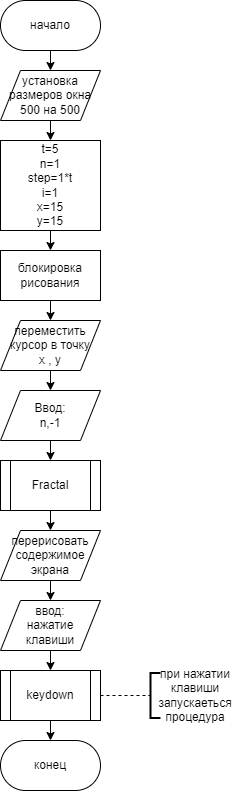 начало
установка
размеров окна
500 на 500
t=5
n=1
step=1*t
i=1
x=15
y=15
блокировка
рисования
переместить
курсор в точку
x , y
Ввод:
n,-1
Fractal
перерисовать
содержимое
экрана
ввод:
нажатие
клавиши
keydown
при нажатии
клавиши
запускаеться
процедура
конец